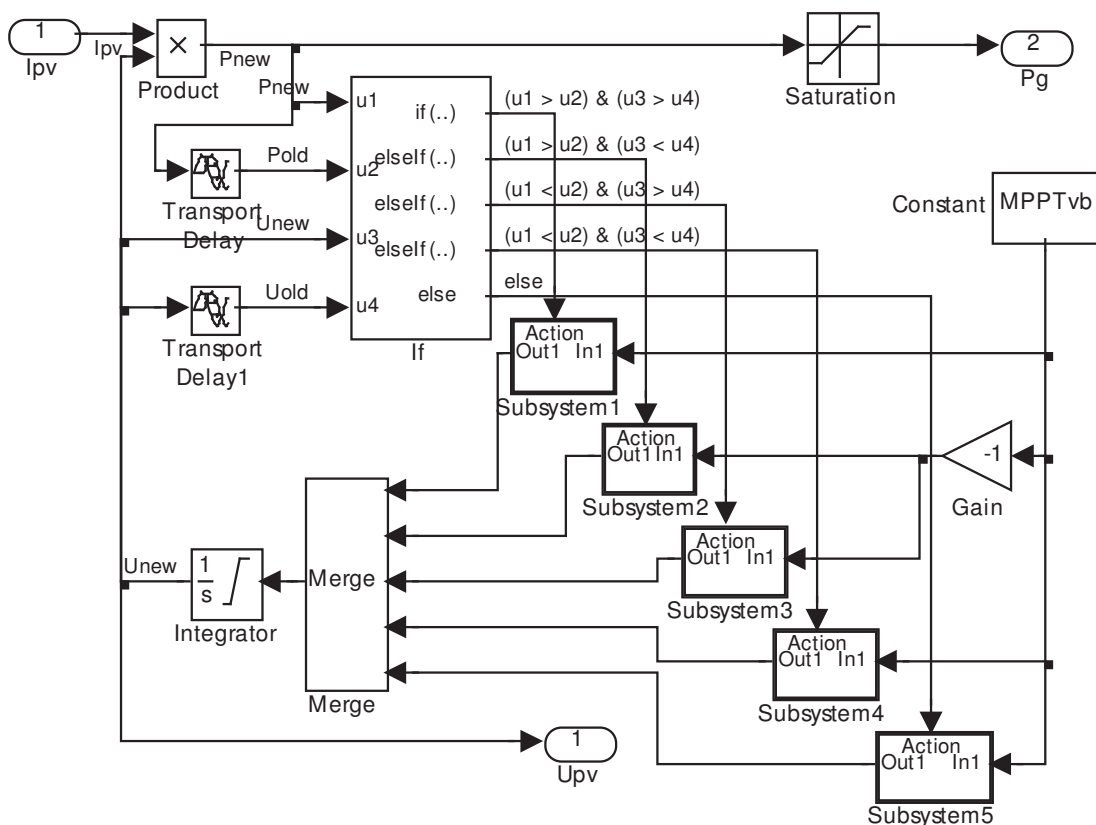 1
Ipv
Ipv
×
Product
Pnew
Saturation
2
Pg
Pnew
u1
if(..)
(u1 > u2) & (u3 > u4)
Pold
u2
elseIf(..)
(u1 > u2) & (u3 < u4)
Transport
Delay
elseIf(..)
(u1 < u2) & (u3 > u4)
Constant
MPPTvb
Unew
u3
elseIf(..)
(u1 < u2) & (u3 < u4)
Uold
u4
else
else
Transport
Delay1
If
Action
Out1 In1
Subsystem1
Action
Out1 In1
Subsystem2
-1
Gain
Action
Out1 In1
Subsystem3
Unew
1
s
Integrator
Merge
Merge
Action
Out1 In1
Subsystem4
1
Upv
Action
Out1 In1
Subsystem5